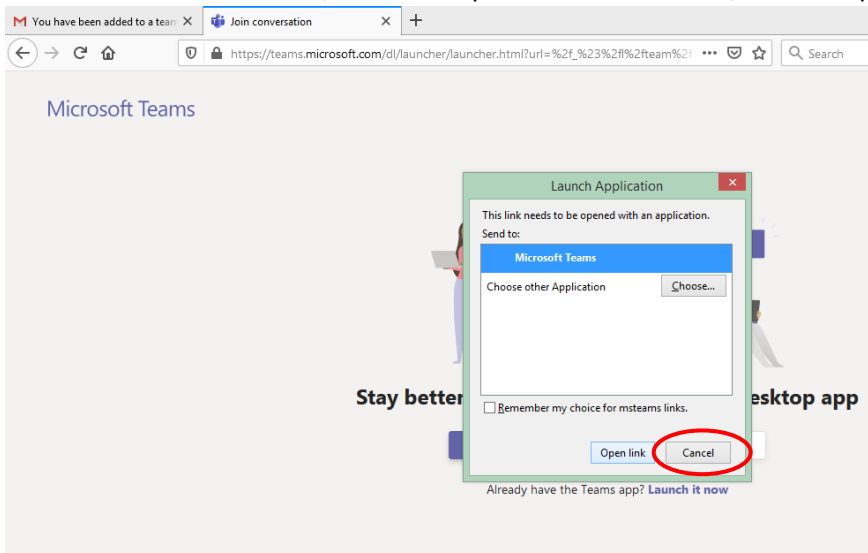 You have been added to a team
Join conversation
https://teams.microsoft.com/dl/launcher/launcher.html?url=%2f_%23%2fl%2fteam%2f
Search
Microsoft Teams
Launch Application
This link needs to be opened with an application.
Send to:
Microsoft Teams
Choose other Application
Choose...
Stay better
esktop app
Remember my choice for msteams links.
Open link
Cancel
Already have the Teams app? Launch it now